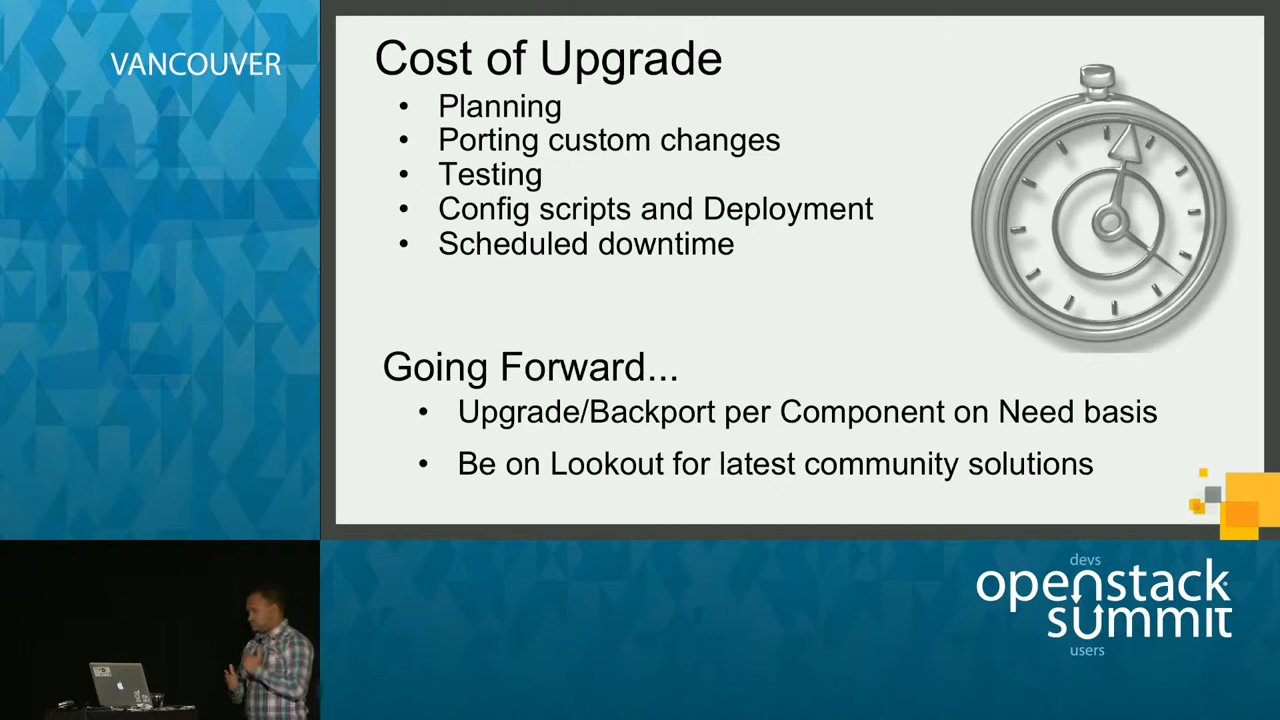 VANCOUVER
Cost of Upgrade
• Planning
• Porting custom changes
• Testing
• Config scripts and Deployment
• Scheduled downtime
Going Forward...
• Upgrade/Backport per Component on Need basis
• Be on Lookout for latest community solutions
devs
openstack
summit
users